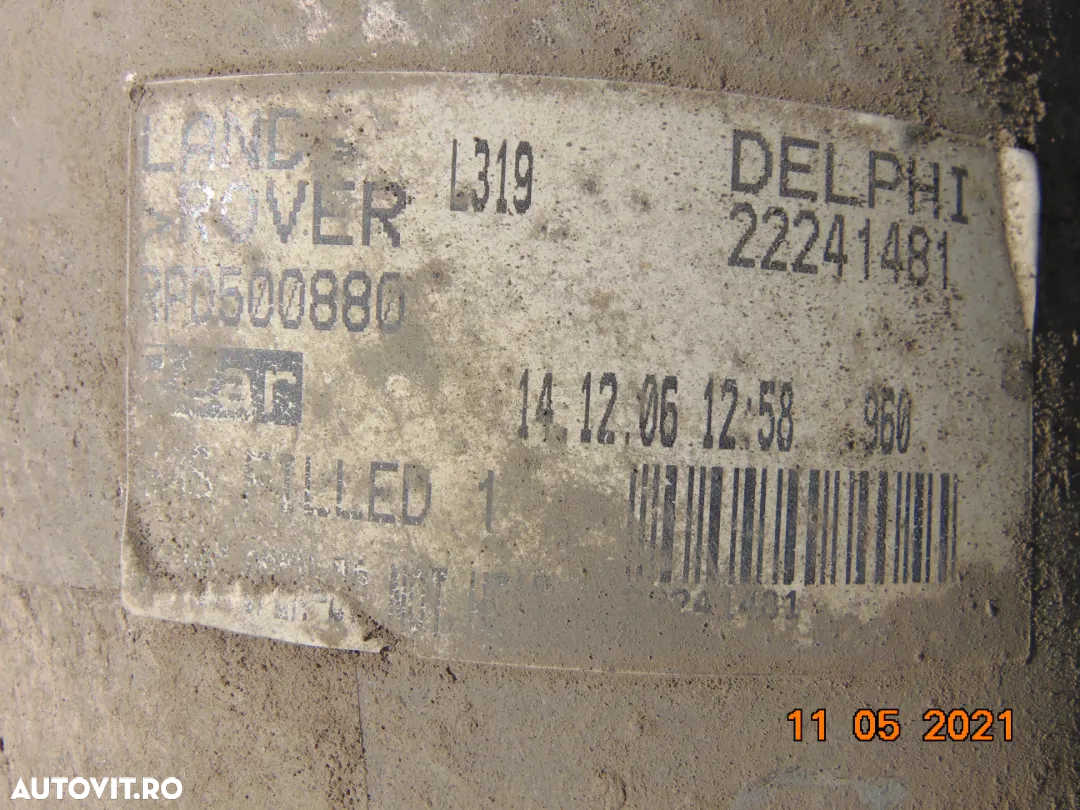 LAND
>ROVER
L319
DELPHI
22241481
RPD500880
14.12.06 12:58 960
FILLED 1
NOT
11 05 2021
AUTOVIT.RO